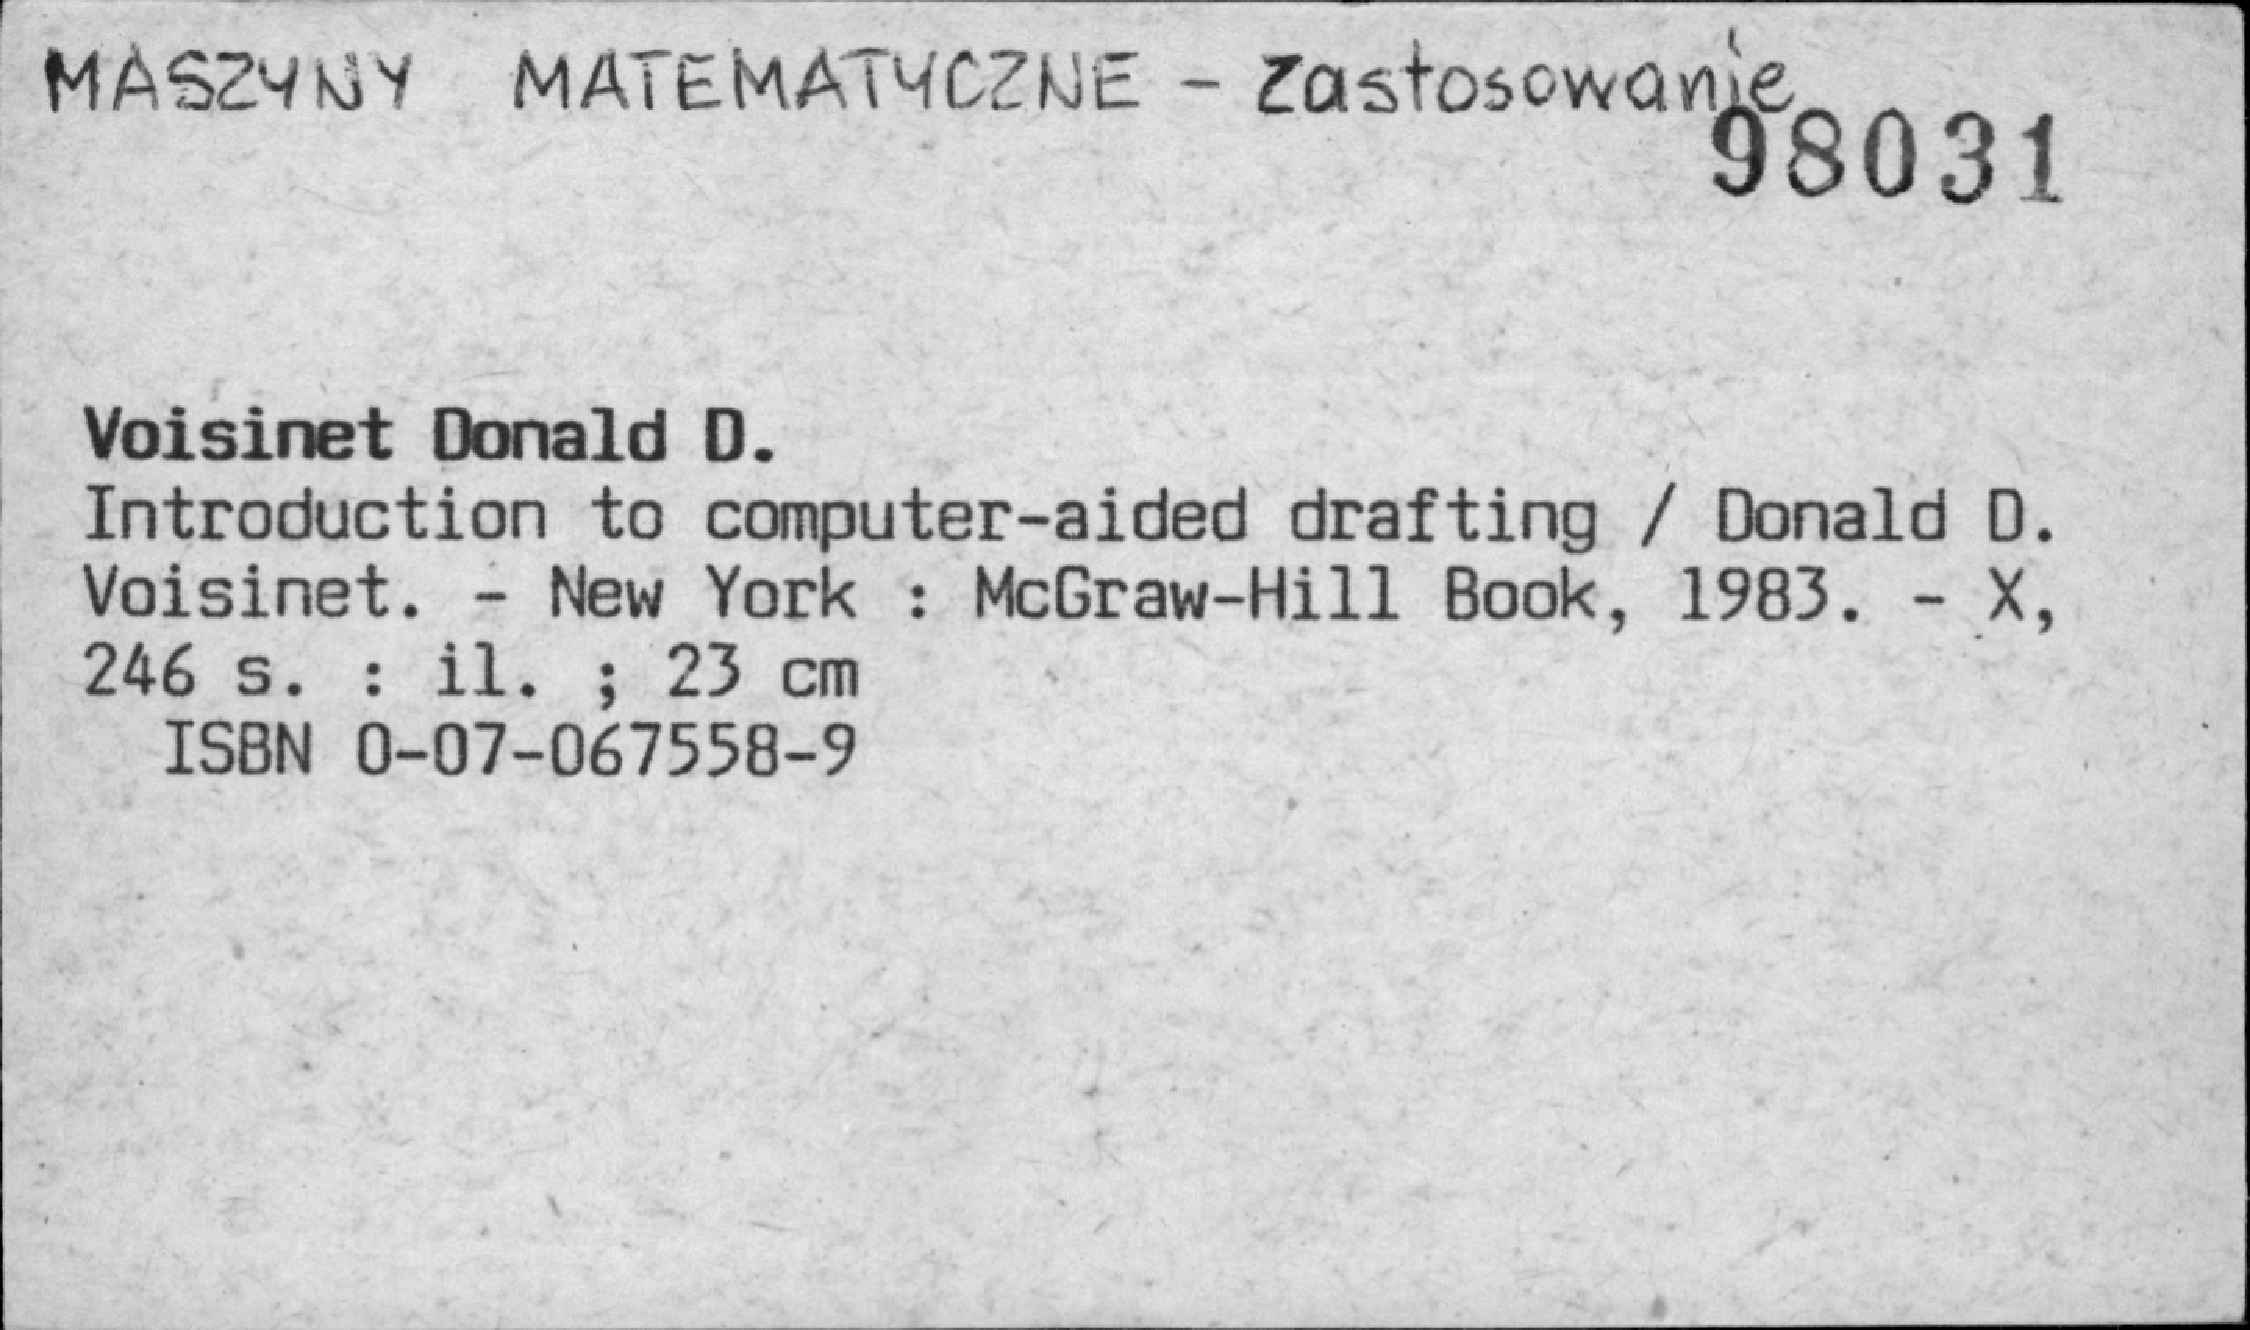 MASZYNY MATEMATYCZNE - zastosowanie
98031
Voisinet Donald D.
Introduction to computer-aided drafting / Donald D.
Voisinet. - New York : McGraw-Hill Book, 1983. - X,
246 s. : il. ; 23 cm
ISBN 0-07-067558-9